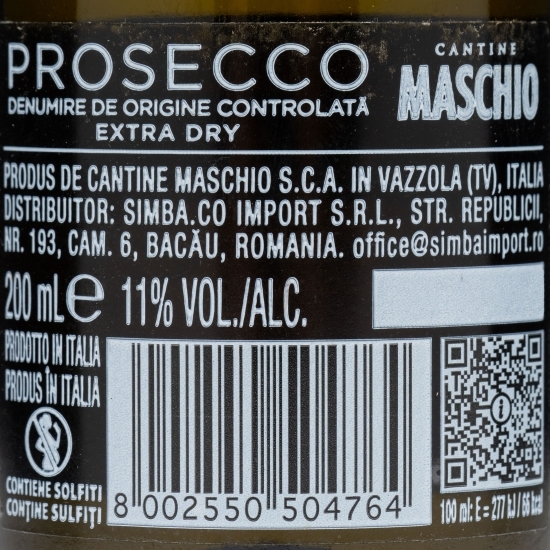 PROSECCO
DENUMIRE DE ORIGINE CONTROLATĂ
EXTRA DRY
CANTINE
MASCHIO
PRODUS DE CANTINE MASCHIO S.C.A. IN VAZZOLA (TV), ITALIA
DISTRIBUITOR: SIMBA.CO IMPORT S.R.L., STR. REPUBLICII,
NR. 193, CAM. 6, BACĂU, ROMANIA. office@simbaimport.ro
200 mL e 11% VOL./ALC.
PRODOTTO IN ITALIA
PRODUS ÎN ITALIA
CONTIENE SOLFITI
CONȚINE SULFIȚI
8 002550 504764
100 ml: E = 277 kJ / 66 kcal